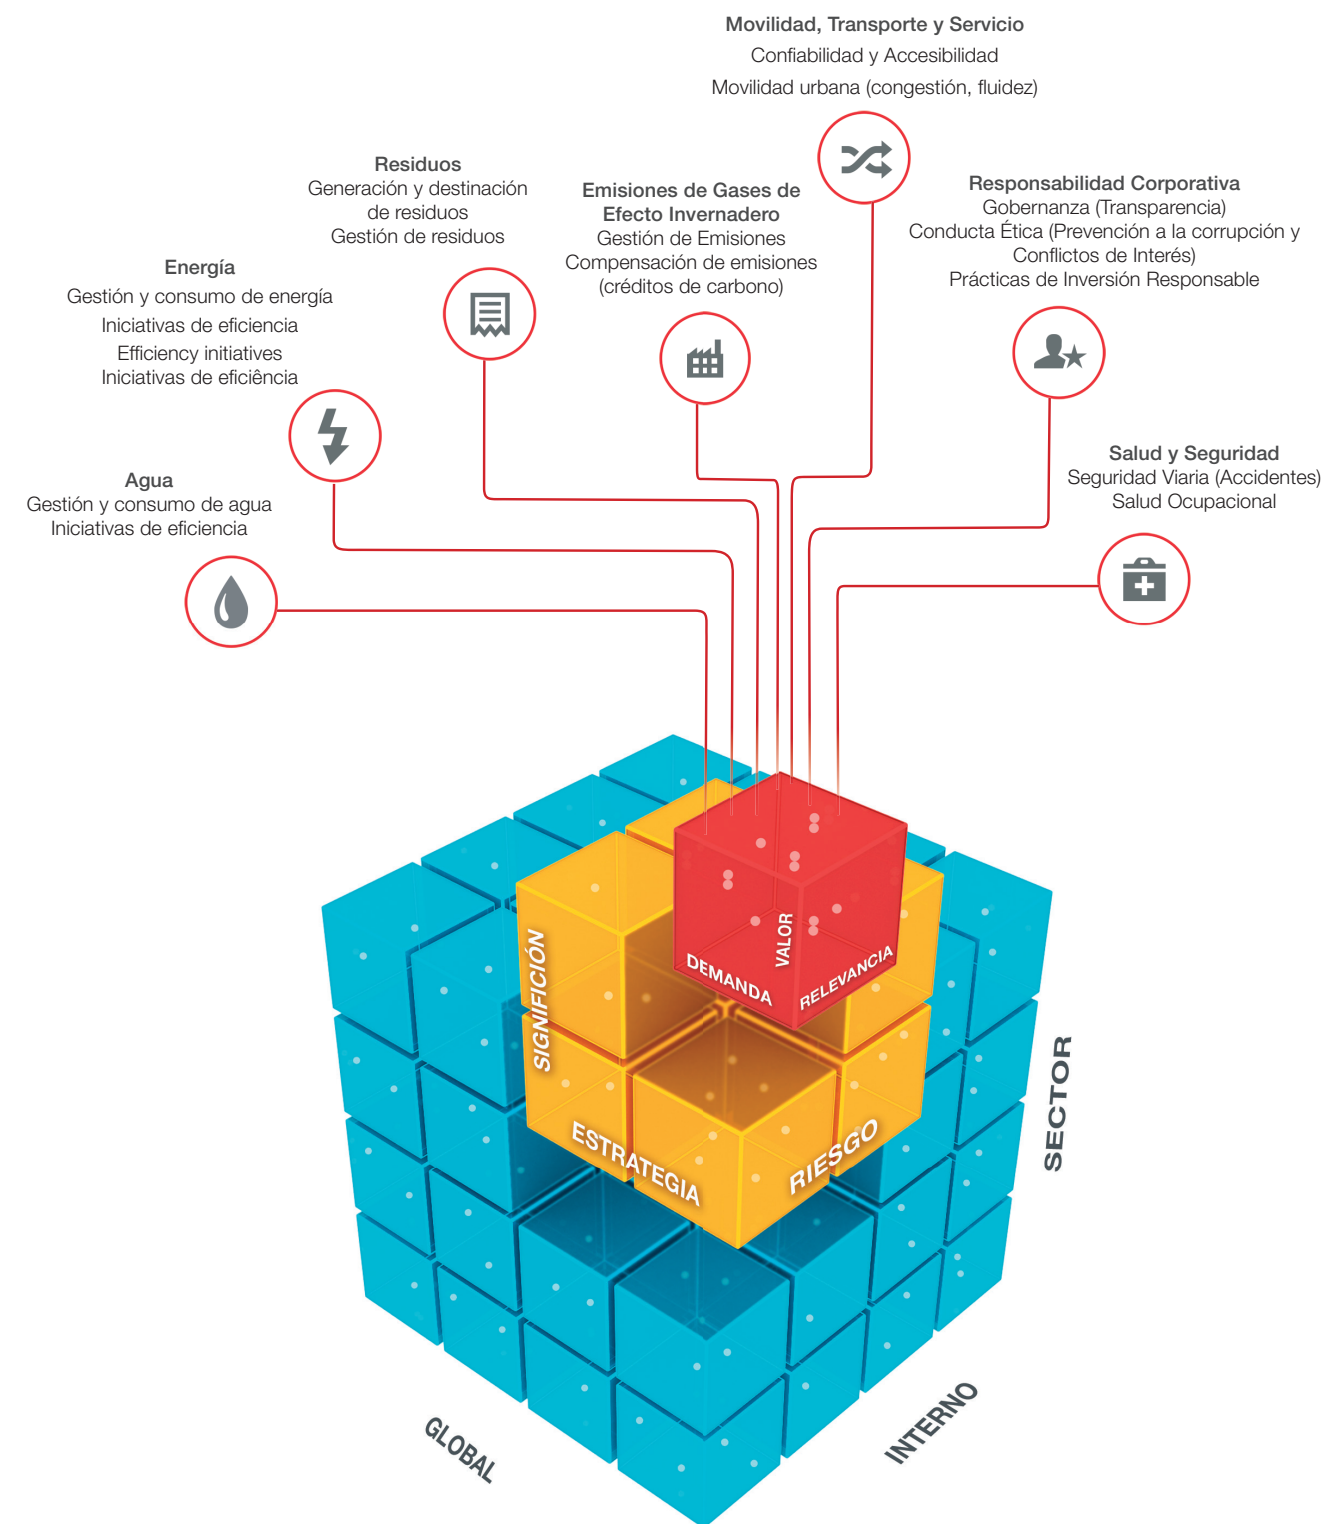 Movilidad, Transporte y Servicio
Confiabilidad y Accesibilidad
Movilidad urbana (congestión, fluidez)
Residuos
Generación y destinación
de residuos
Gestión de residuos
Emisiones de Gases de
Efecto Invernadero
Gestión de Emisiones
Compensación de emisiones
(créditos de carbono)
Responsabilidad Corporativa
Gobernanza (Transparencia)
Conducta Ética (Prevención a la corrupción y
Conflictos de Interés)
Prácticas de Inversión Responsable
Energía
Gestión y consumo de energía
Iniciativas de eficiencia
Efficiency initiatives
Iniciativas de eficiência
Agua
Gestión y consumo de agua
Iniciativas de eficiencia
Salud y Seguridad
Seguridad Viaria (Accidentes)
Salud Ocupacional
DEMANDA
VALOR
RELEVANCIA
SIGNIFICIÓN
ESTRATEGIA
RIESGO
SECTOR
GLOBAL
INTERNO